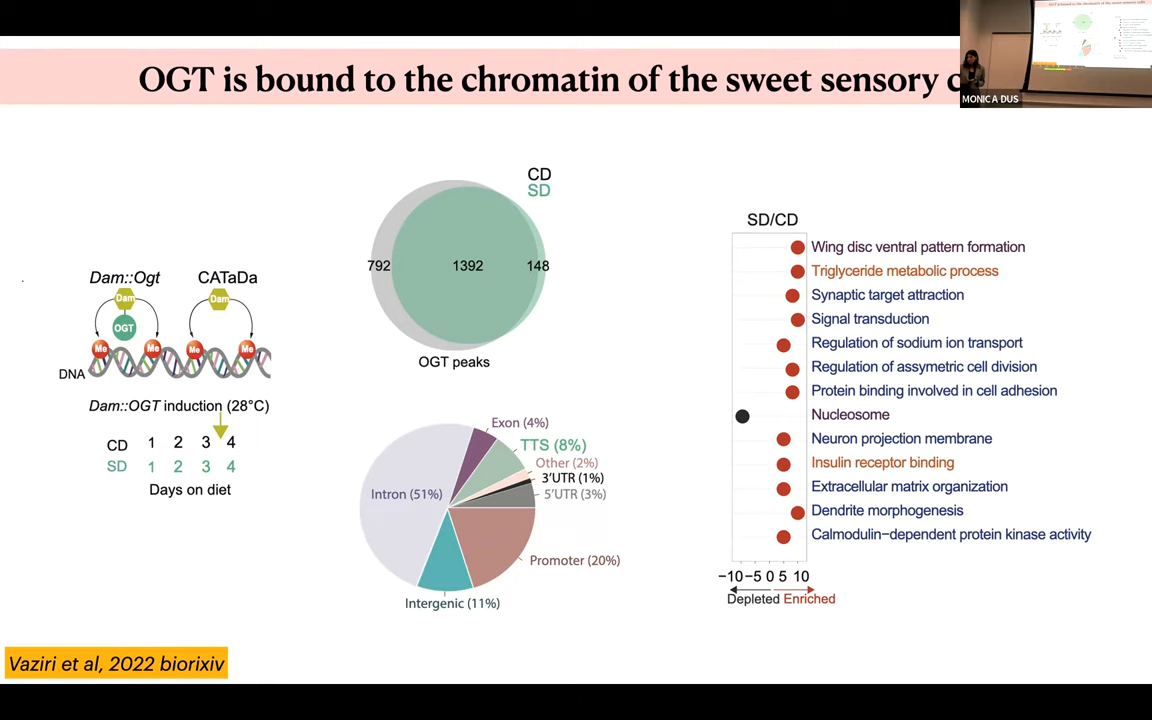 OGT is bound to the chromatin of the sweet sensory
MONICA DUS
Dam::Ogt
CATaDa
Dam
Dam
OGT
Me
Me
Me
Me
DNA
Dam::OGT induction (28°C)
CD 1 2 3 4
SD 1 2 3 4
Days on diet
CD
SD
792
1392
148
OGT peaks
Exon (4%)
TTS (8%)
Other (2%)
3'UTR (1%)
5'UTR (3%)
Intron (51%)
Promoter (20%)
Intergenic (11%)
SD/CD
Wing disc ventral pattern formation
Triglyceride metabolic process
Synaptic target attraction
Signal transduction
Regulation of sodium ion transport
Regulation of assymetric cell division
Protein binding involved in cell adhesion
Nucleosome
Neuron projection membrane
Insulin receptor binding
Extracellular matrix organization
Dendrite morphogenesis
Calmodulin−dependent protein kinase activity
−10 −5 0 5 10
Depleted Enriched
Vaziri et al, 2022 biorixiv